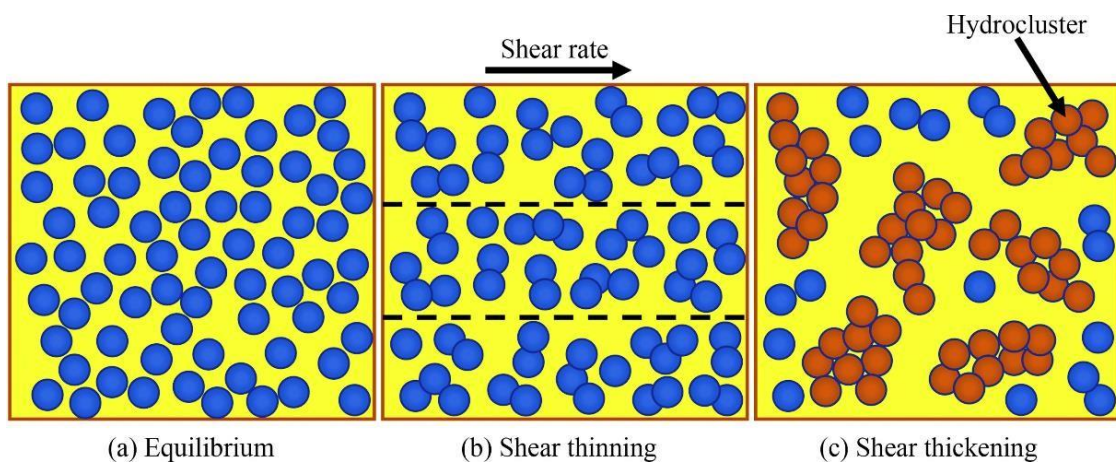 Hydrocluster
Shear rate
(a) Equilibrium
(b) Shear thinning
(c) Shear thickening